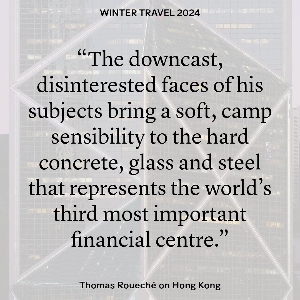 WINTER TRAVEL 2024
“The downcast,
disinterested faces of his
subjects bring a soft, camp
sensibility to the hard
concrete, glass and steel
that represents the world’s
third most important
financial centre.”
Thomas Roueché on Hong Kong